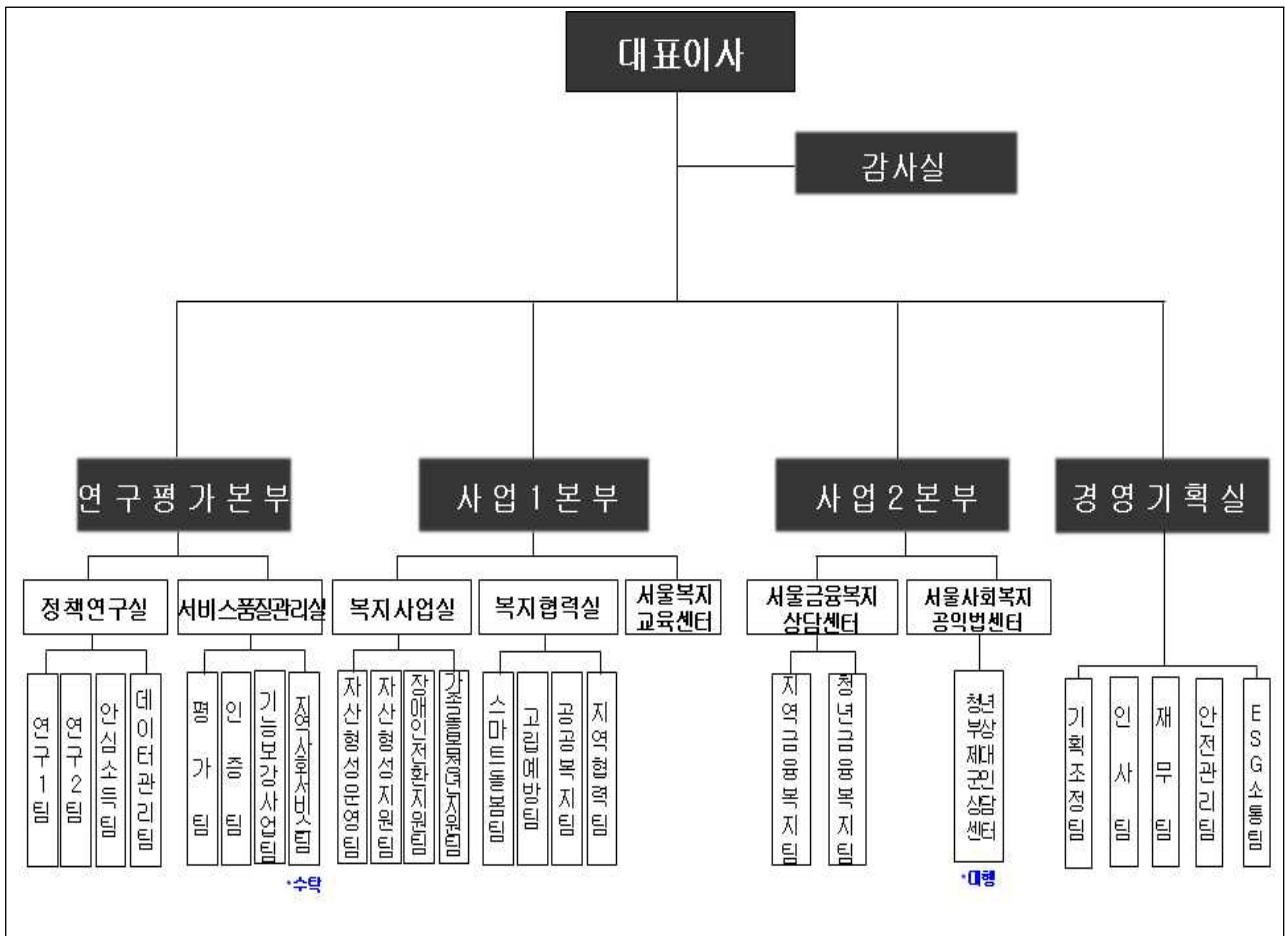 대표이사
감사실
연구평가본부
사업1본부
사업2본부
경영기획실
정책연구실
서비스품질관리실
복지사업실
복지협력실
서울복지
교육센터
서울금융복지
상담센터
서울사회복지
공익법센터
연구1팀
연구2팀
안심소득팀
데이터관리팀
평가팀
인증팀
기능보강사업팀
지역사회서비스팀
자산형성운영팀
자산형성지원팀
장애인전환지원팀
가족돌봄청년지원팀
스마트돌봄팀
고립예방팀
공공복지팀
지역협력팀
지역금융복지팀
청년금융복지팀
청년
부상
제대
군인
상담
센터
기획조정팀
인사팀
재무팀
안전관리팀
ESG소통팀
*수탁
*대행